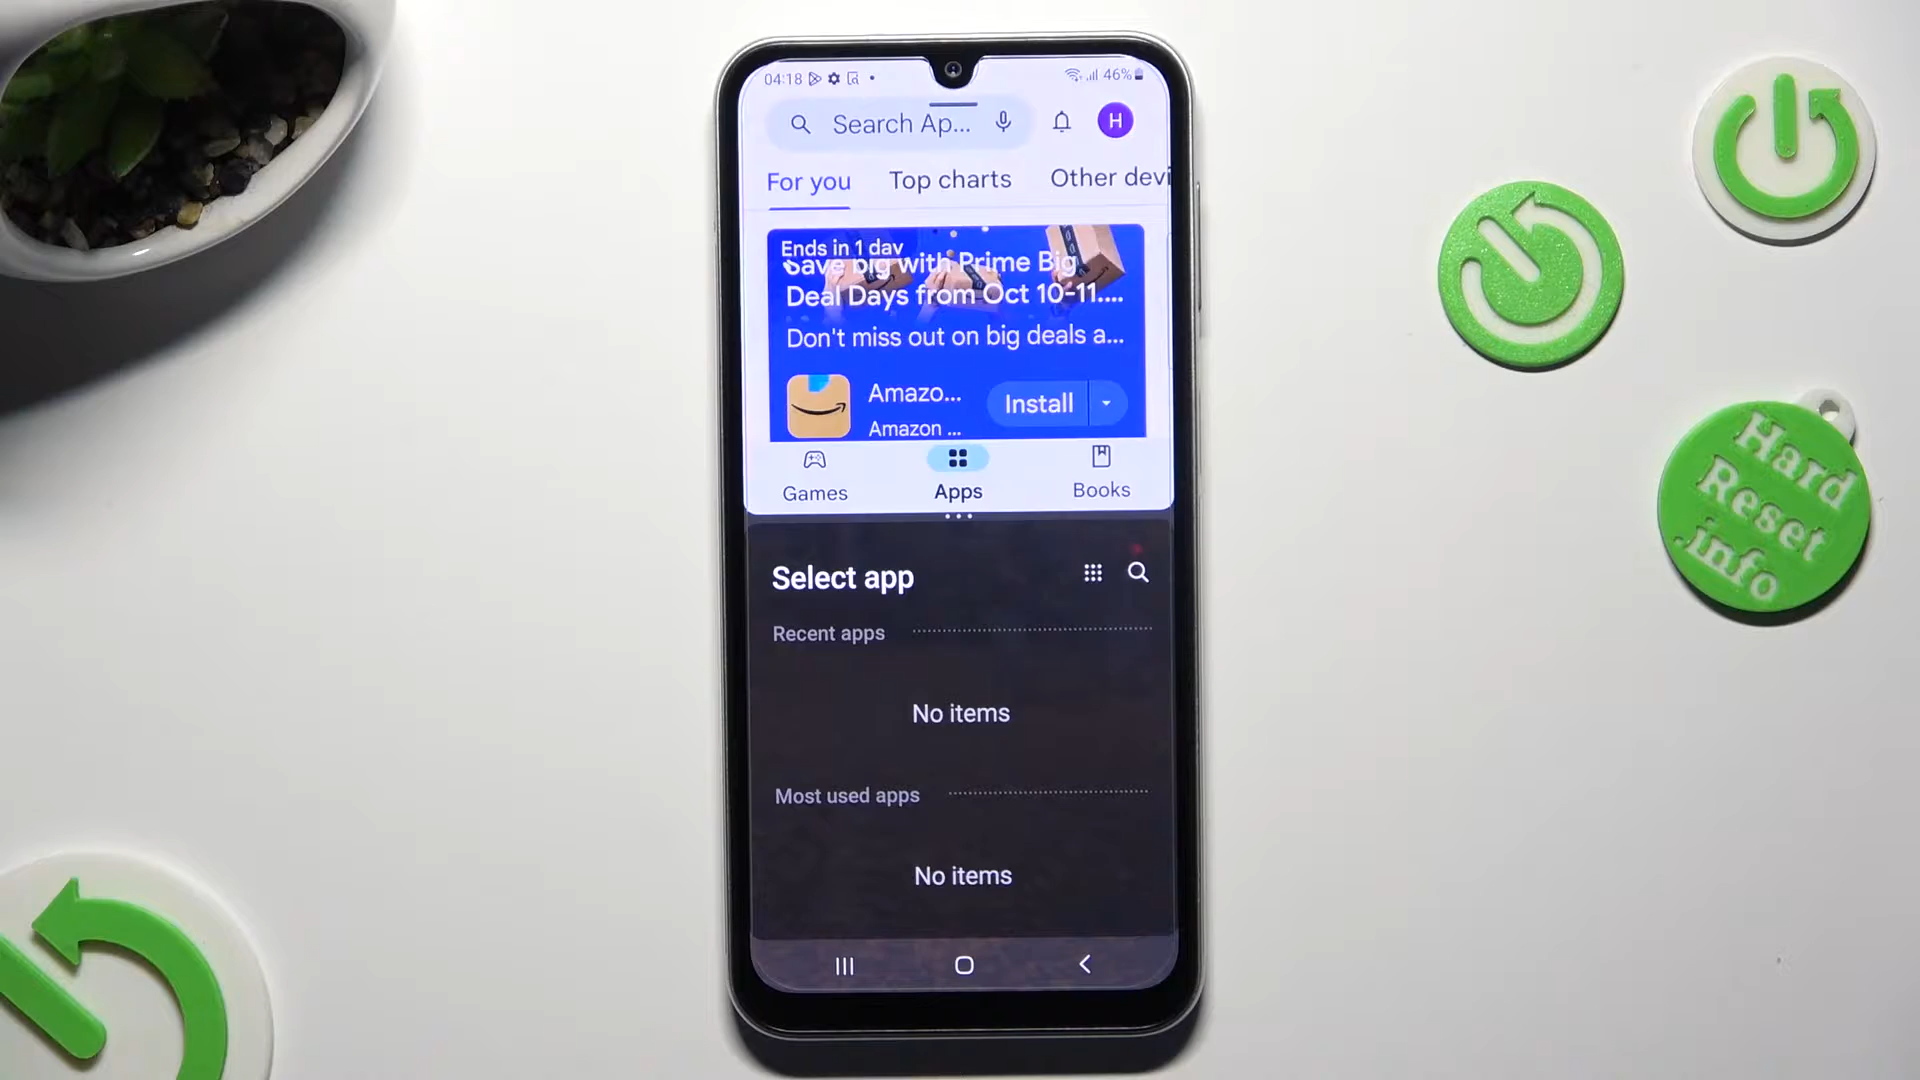 04:18
46%
Search Ap...
H
For you
Top charts
Other devi
Ends in 1 day
Save big with Prime Big
Deal Days from Oct 10-11....
Don't miss out on big deals a...
Amazo...
Install
Amazon ...
Games
Apps
Books
Select app
Recent apps
No items
Most used apps
No items
Hard
Reset
.info